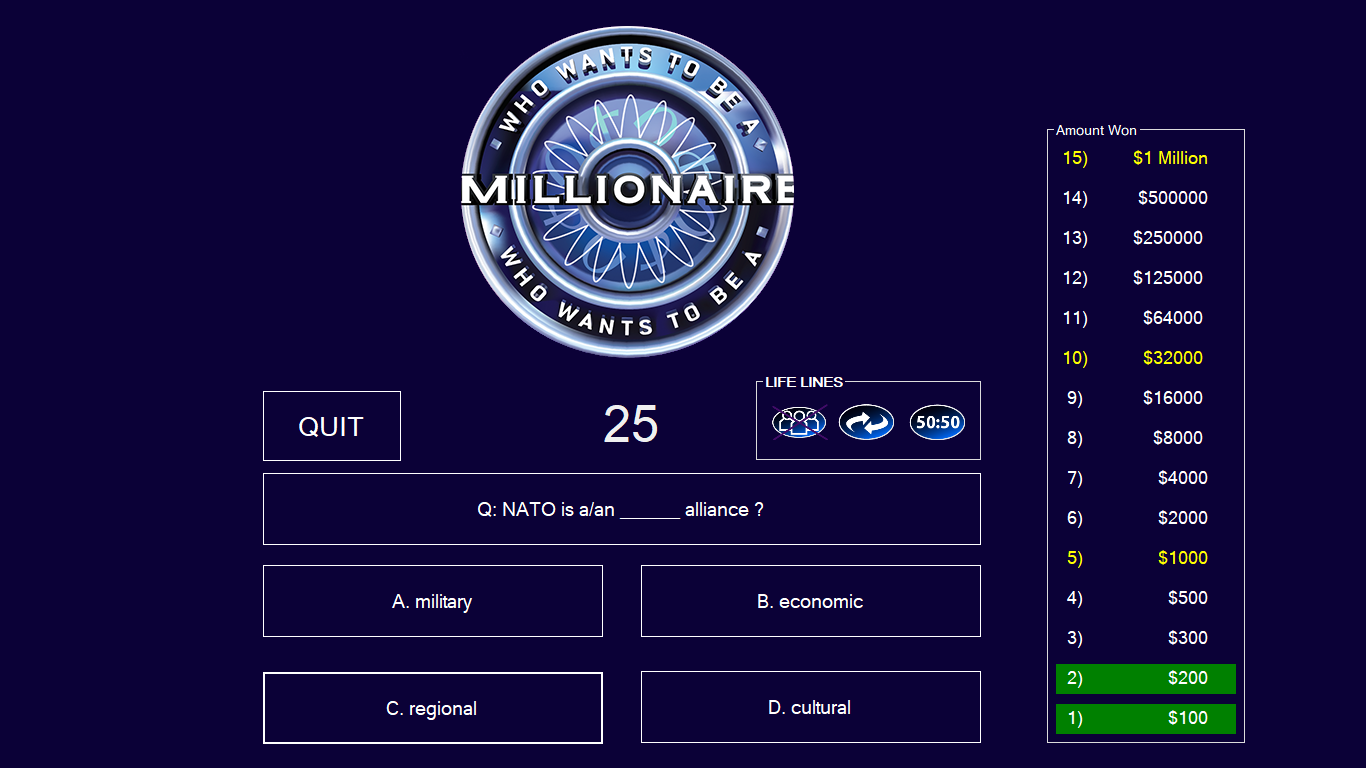 WHO WANTS TO BE A
MILLIONAIRE
WHO WANTS TO BE A
QUIT
25
LIFE LINES
50:50
Q: NATO is a/an ______ alliance ?
A. military
B. economic
C. regional
D. cultural
Amount Won
15) $1 Million
14) $500000
13) $250000
12) $125000
11) $64000
10) $32000
9) $16000
8) $8000
7) $4000
6) $2000
5) $1000
4) $500
3) $300
2) $200
1) $100